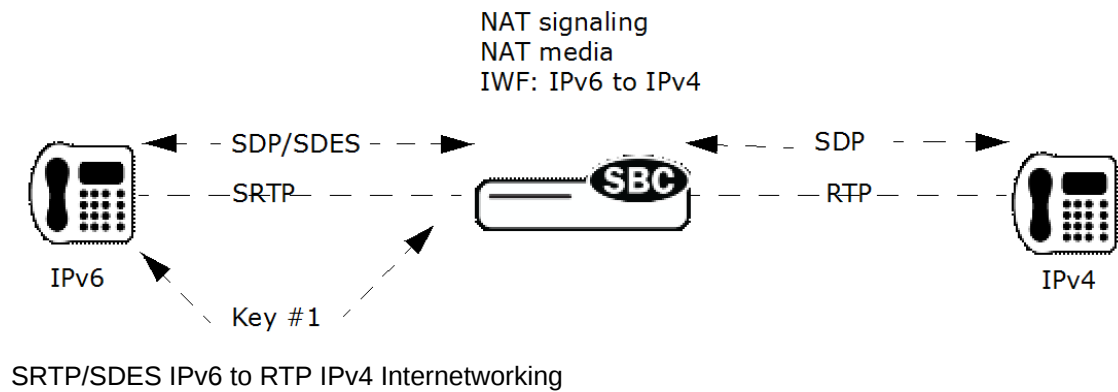 NAT signaling
NAT media
IWF: IPv6 to IPv4
SDP/SDES
SDP
SRTP
SBC
RTP
IPv6
IPv4
Key #1
SRTP/SDES IPv6 to RTP IPv4 Internetworking